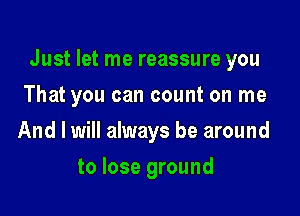 Just let me reassure you
That you can count on me
And I will always be around
to lose ground